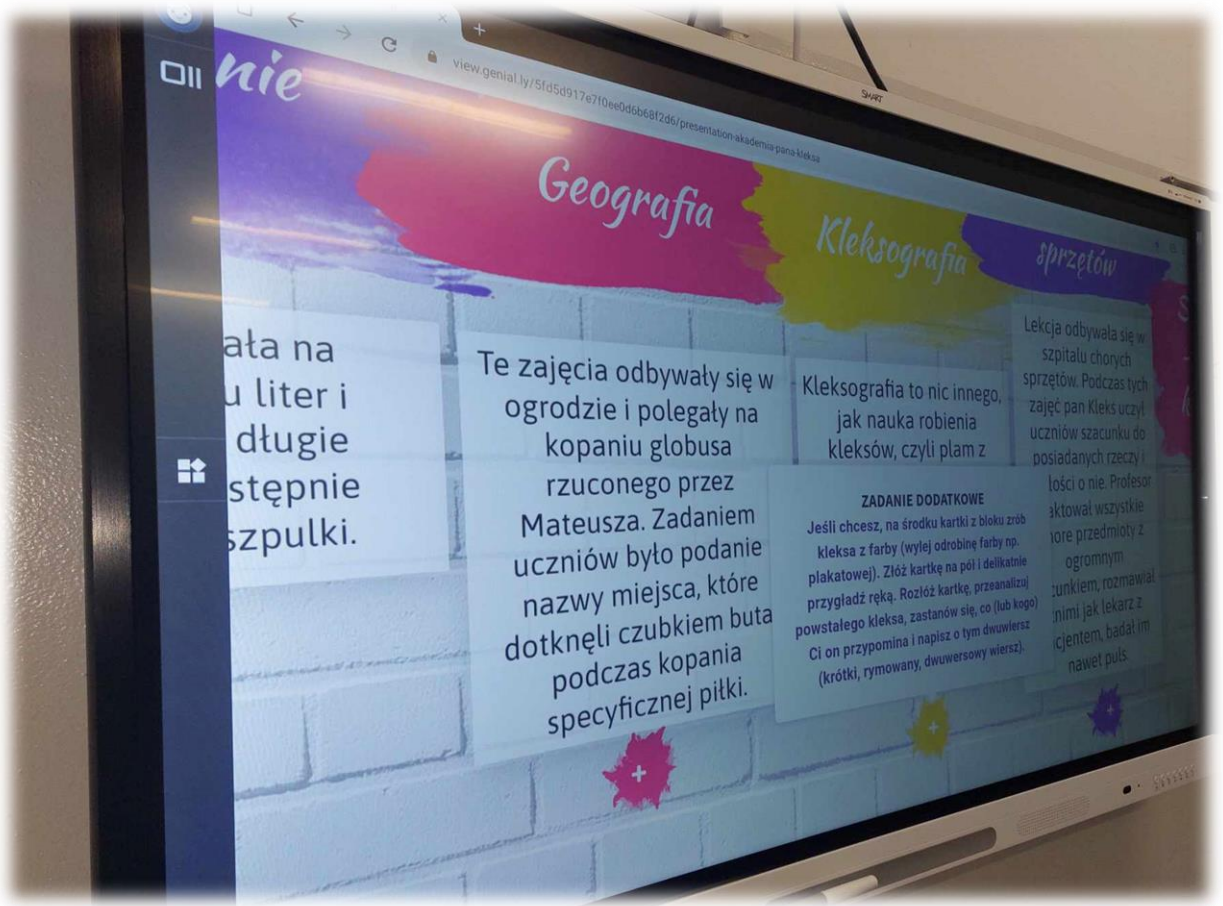 view.genial.ly/5fd5d917e7f0ee0d6b68f2d6/presentation-akademia-pana-kleksa
SMART
nie
ała na
u liter i
długie
stępnie
szpulki.
Geografia
Te zajęcia odbywały się w
ogrodzie i polegały na
kopaniu globusa
rzuconego przez
Mateusza. Zadaniem
uczniów było podanie
nazwy miejsca, które
dotknęli czubkiem buta
podczas kopania
specyficznej piłki.
Kleksografia
Kleksografia to nic innego,
jak nauka robienia
kleksów, czyli plam z
ZADANIE DODATKOWE
Jeśli chcesz, na środku kartki z bloku zrób
kleksa z farby (wylej odrobinę farby np.
plakatowej). Złóż kartkę na pół i delikatnie
przygładź ręką. Rozłóż kartkę, przeanalizuj
powstałego kleksa, zastanów się, co (lub kogo)
Ci on przypomina i napisz o tym dwuwiersz
(krótki, rymowany, dwuwersowy wiersz).
sprzętów
Lekcja odbywała się w
szpitalu chorych
sprzętów. Podczas tych
zajęć pan Kleks uczył
uczniów szacunku do
posiadanych rzeczy i
łości o nie. Profesor
aktował wszystkie
ore przedmioty z
ogromnym
unkiem, rozmawiał
nimi jak lekarz z
cjentem, badał im
nawet puls.